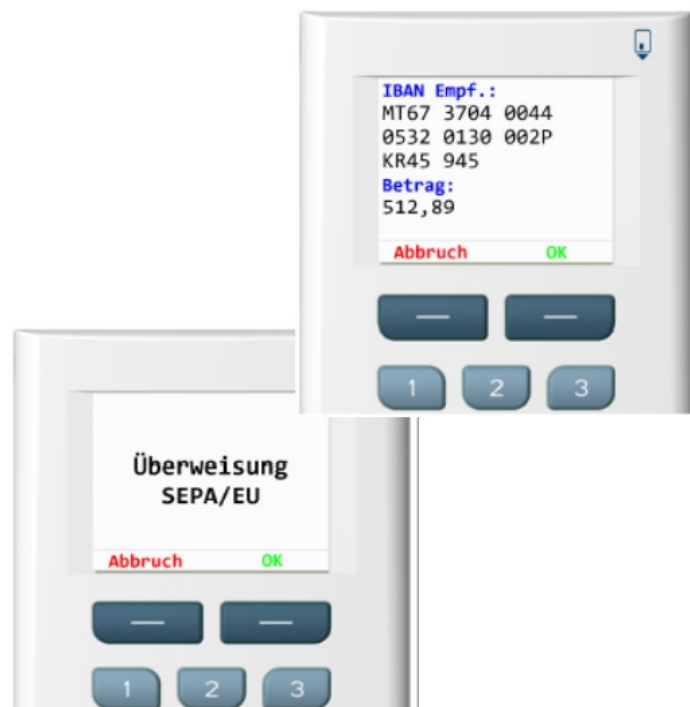 IBAN Empf.:
MT67 3704 0044
0532 0130 002P
KR45 945
Betrag:
512,89
Abbruch OK
1 2 3
Überweisung
SEPA/EU
Abbruch OK
1 2 3